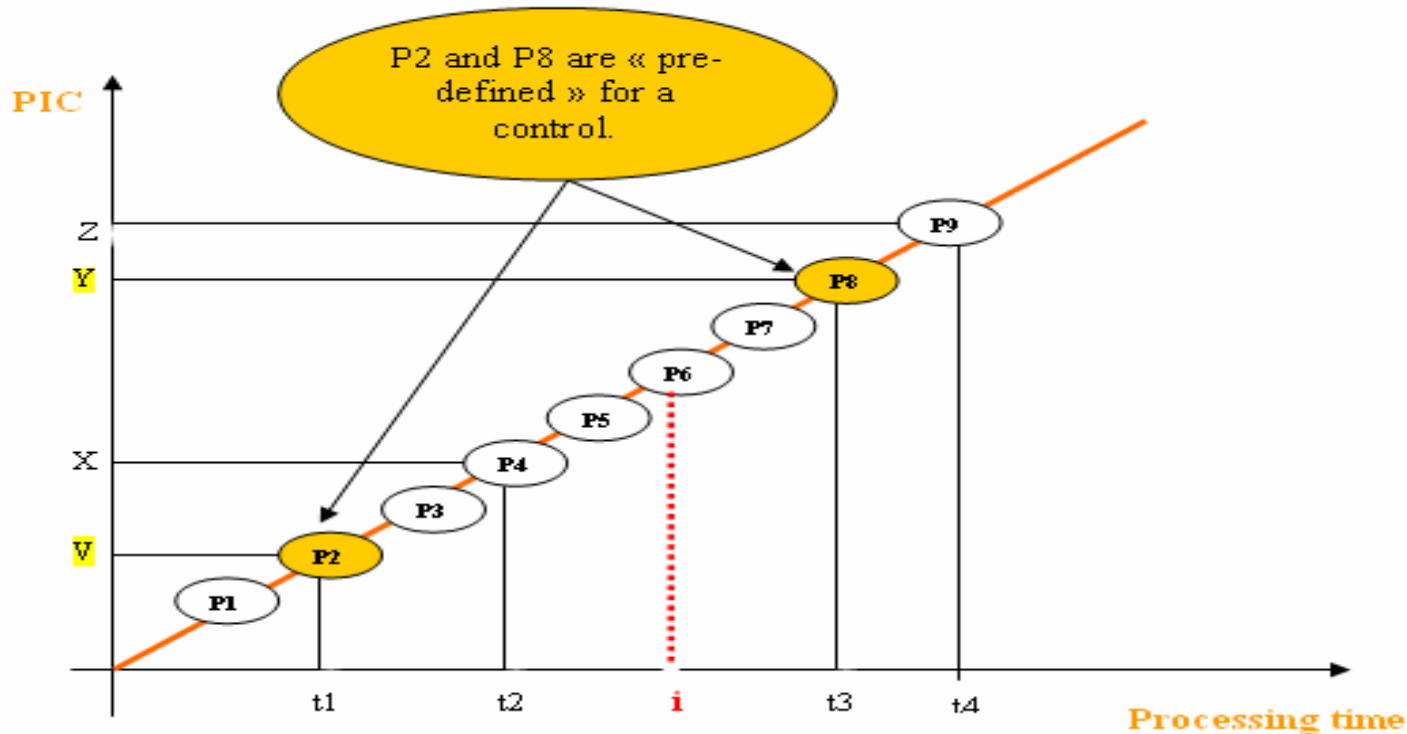 P2 and P8 are « pre-
defined » for a
control.
PIC
Z
P9
Y
P8
P7
P6
P5
X
P4
P3
V
P2
P1
t1
t2
i
t3
t4
Processing time